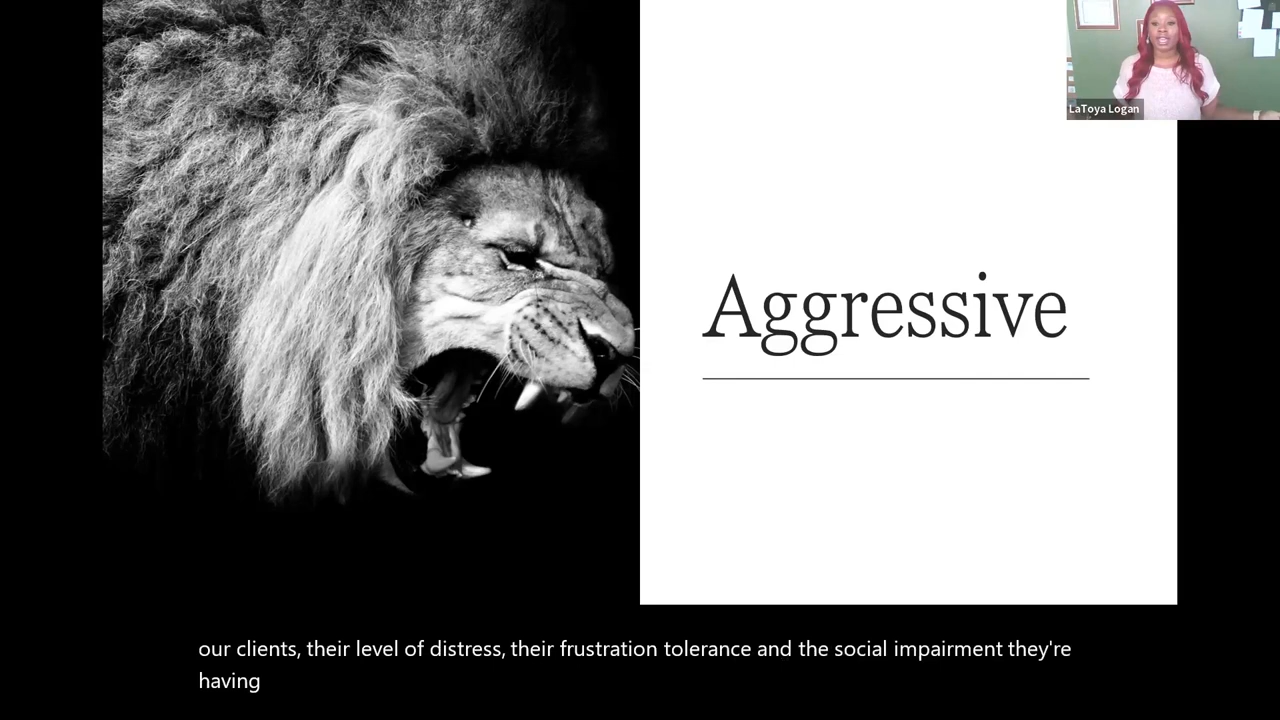 LaToya Logan
Aggressive
our clients, their level of distress, their frustration tolerance and the social impairment they're
having